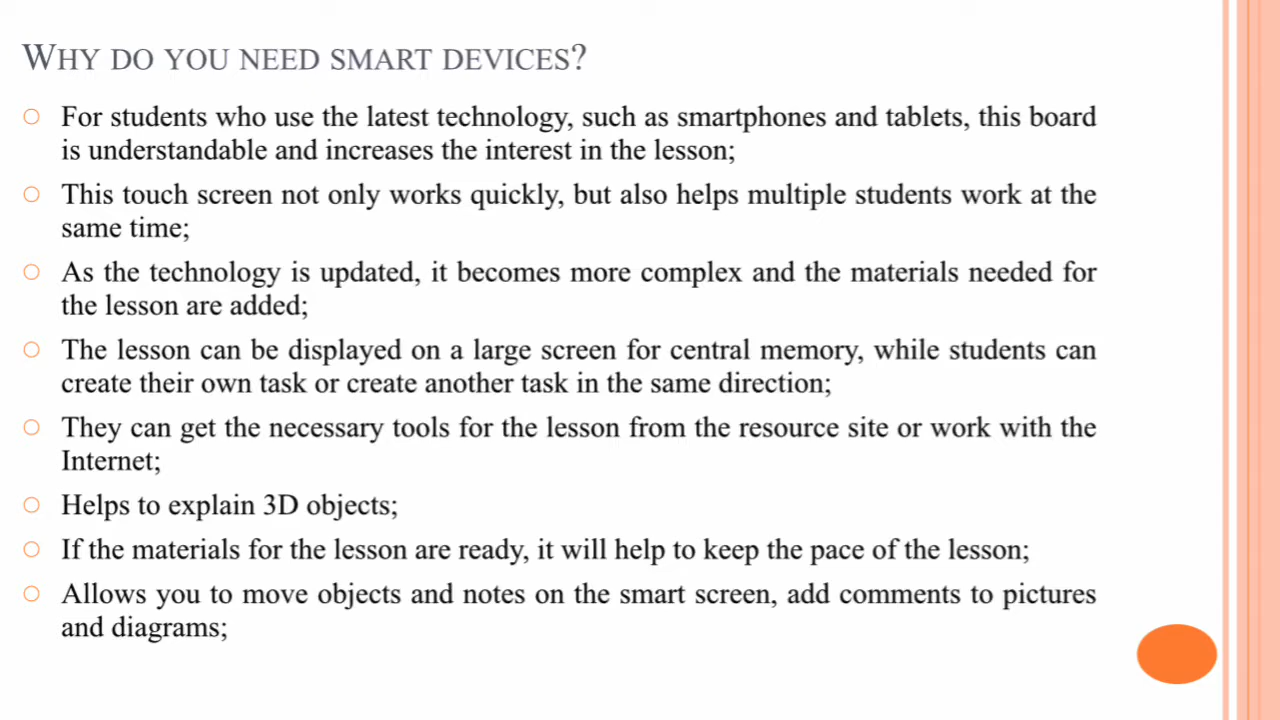 WHY DO YOU NEED SMART DEVICES?
For students who use the latest technology, such as smartphones and tablets, this board
is understandable and increases the interest in the lesson;
This touch screen not only works quickly, but also helps multiple students work at the
same time;
As the technology is updated, it becomes more complex and the materials needed for
the lesson are added;
The lesson can be displayed on a large screen for central memory, while students can
create their own task or create another task in the same direction;
They can get the necessary tools for the lesson from the resource site or work with the
Internet;
Helps to explain 3D objects;
If the materials for the lesson are ready, it will help to keep the pace of the lesson;
Allows you to move objects and notes on the smart screen, add comments to pictures
and diagrams;